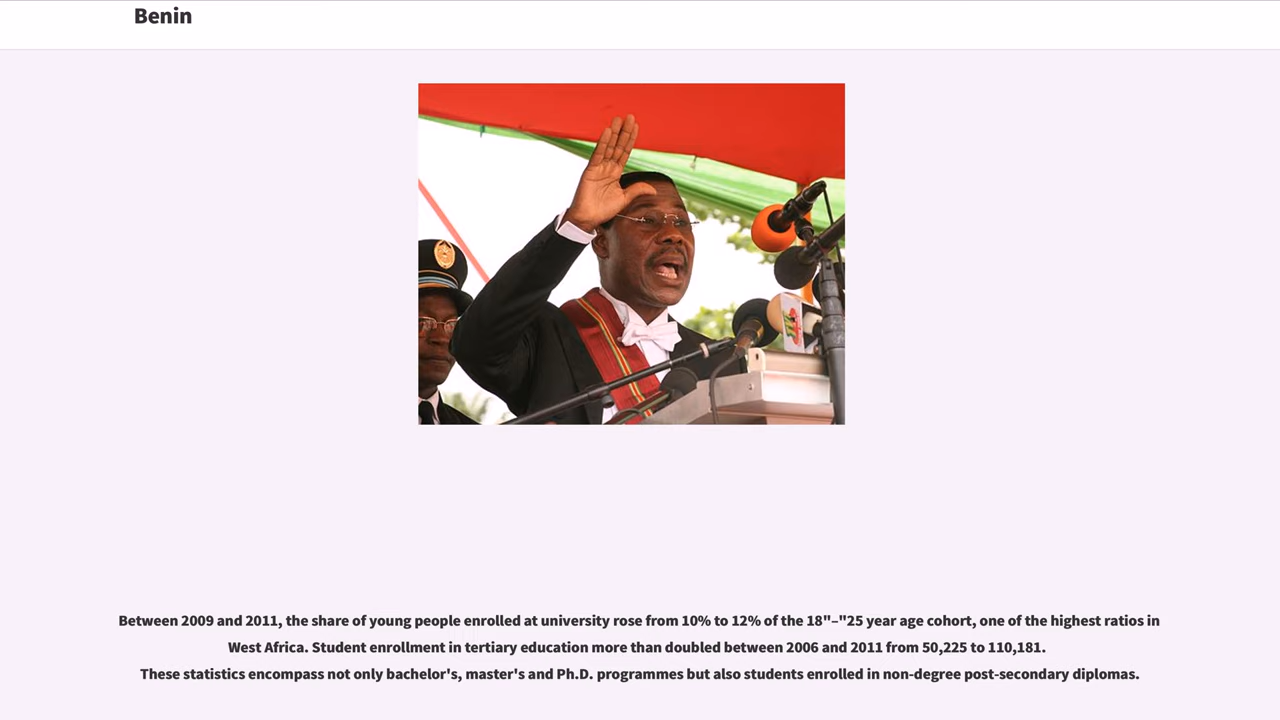 Benin
Between 2009 and 2011, the share of young people enrolled at university rose from 10% to 12% of the 18"–"25 year age cohort, one of the highest ratios in
West Africa. Student enrollment in tertiary education more than doubled between 2006 and 2011 from 50,225 to 110,181.
These statistics encompass not only bachelor's, master's and Ph.D. programmes but also students enrolled in non-degree post-secondary diplomas.